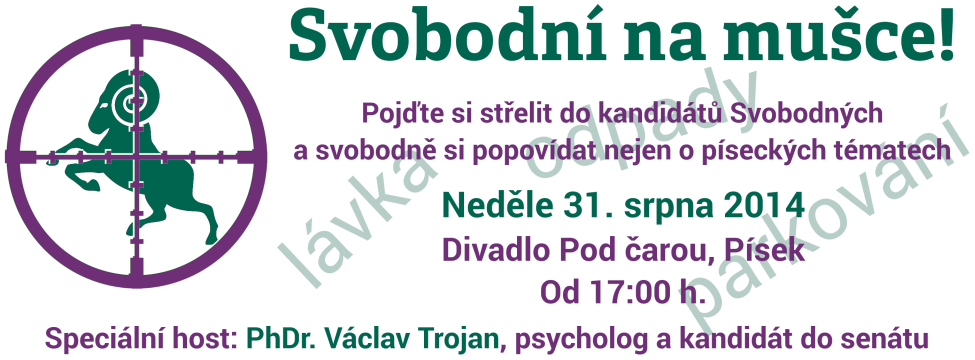 Svobodní na mušce!
Pojďte si střelit do kandidátů Svobodných
a svobodně si popovídat nejen o píseckých tématech
lávka
odpady
parkování
Neděle 31. srpna 2014
Divadlo Pod čarou, Písek
Od 17:00 h.
Speciální host: PhDr. Václav Trojan, psycholog a kandidát do senátu